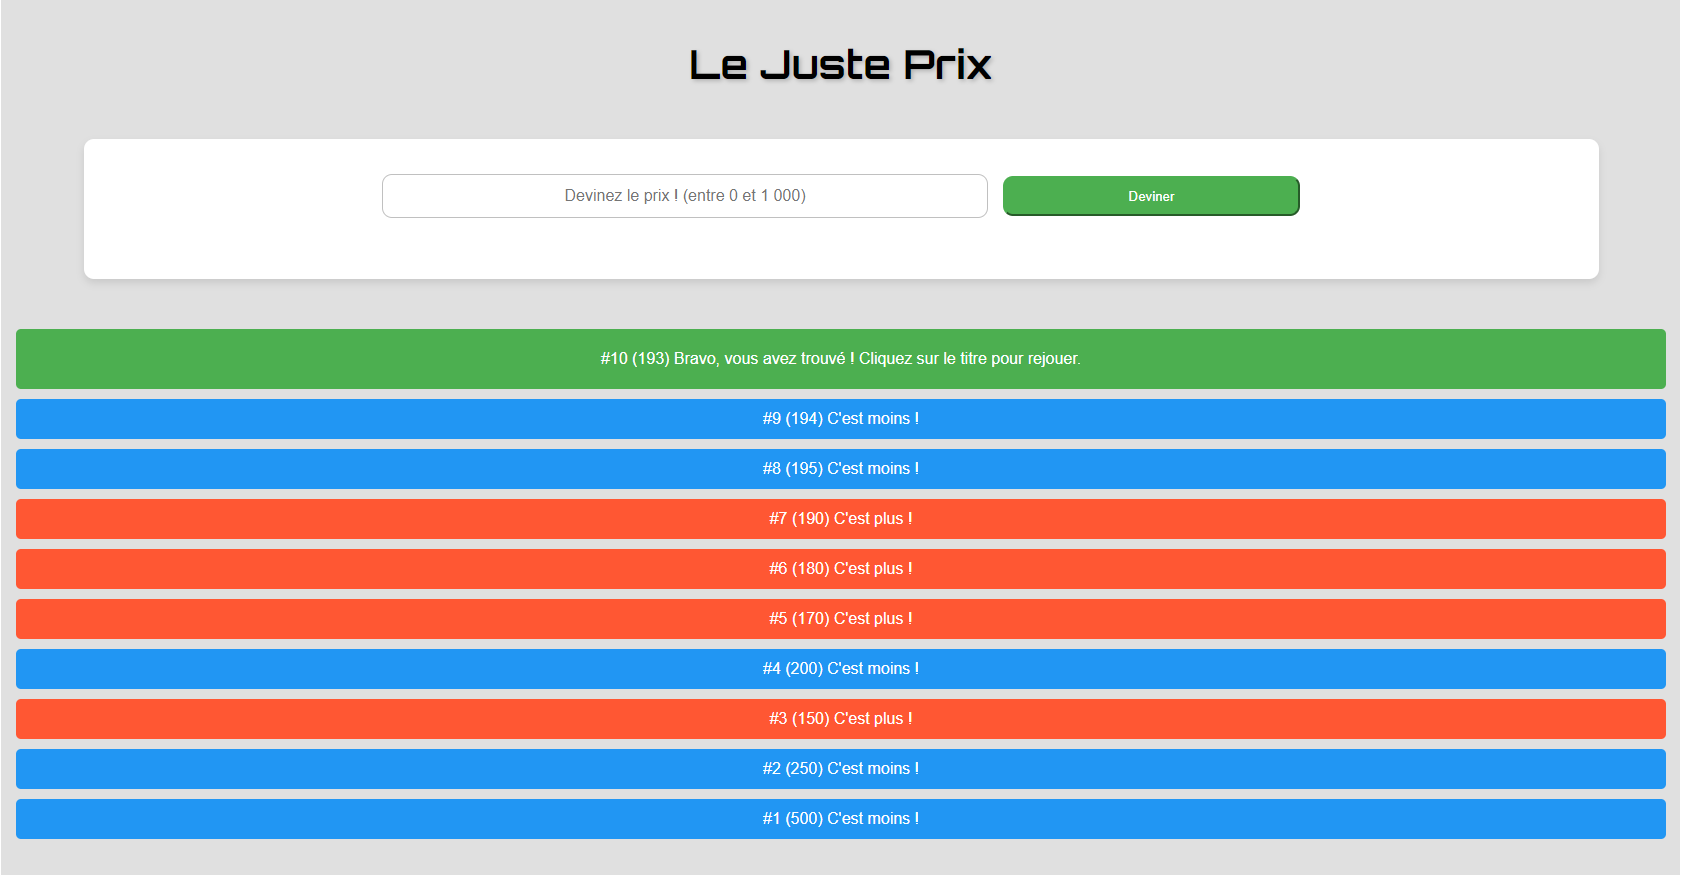 Le Juste Prix
Devinez le prix ! (entre 0 et 1 000)
Deviner
#10 (193) Bravo, vous avez trouvé ! Cliquez sur le titre pour rejouer.
#9 (194) C'est moins !
#8 (195) C'est moins !
#7 (190) C'est plus !
#6 (180) C'est plus !
#5 (170) C'est plus !
#4 (200) C'est moins !
#3 (150) C'est plus !
#2 (250) C'est moins !
#1 (500) C'est moins !